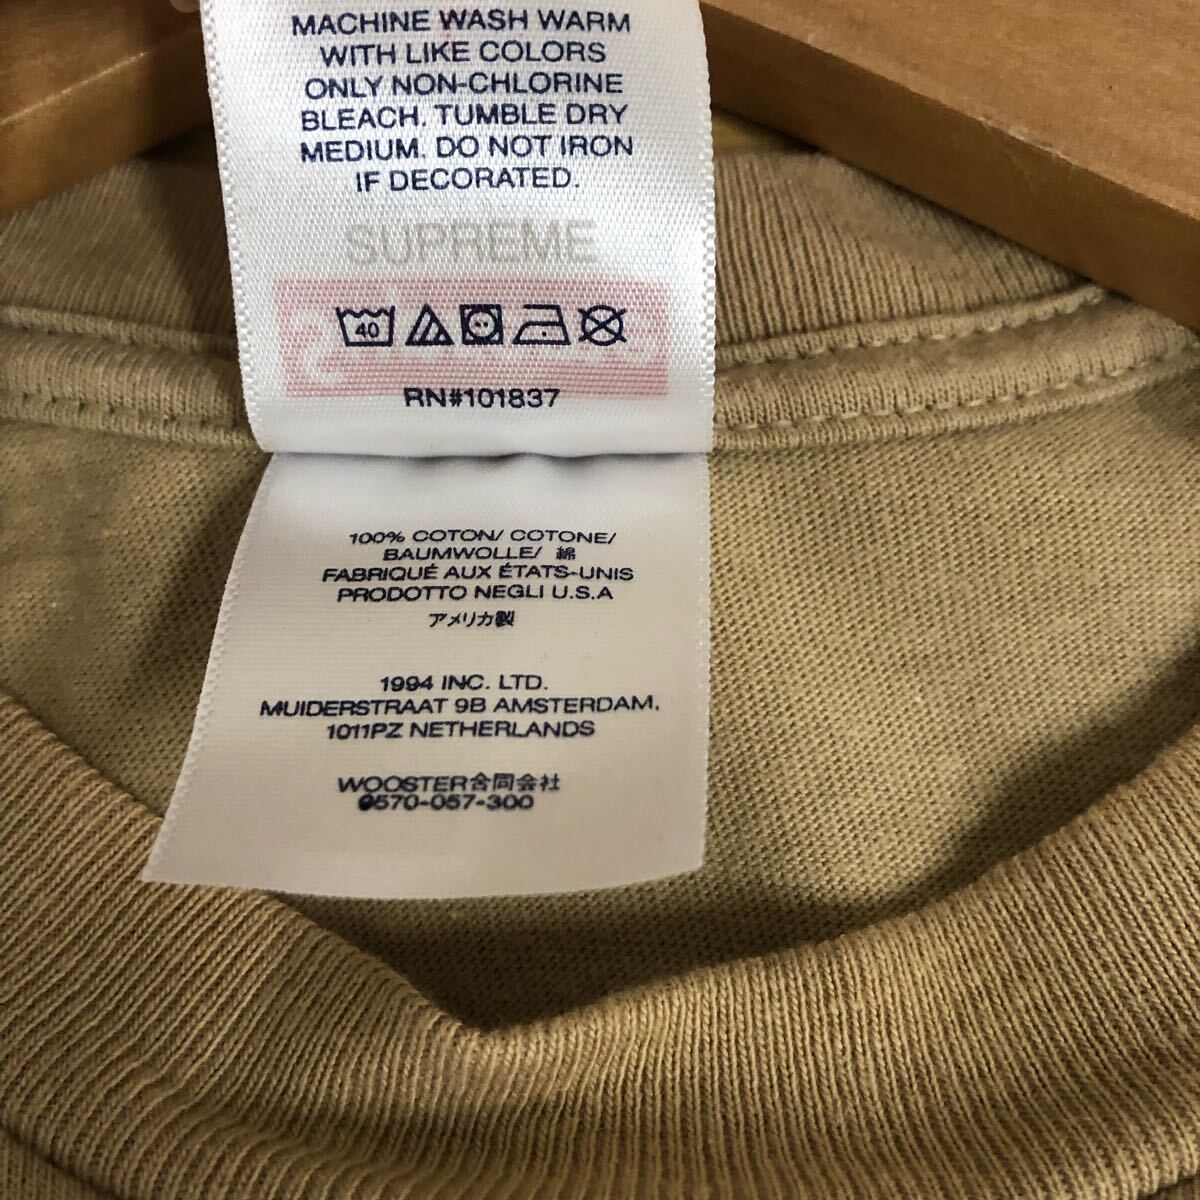 MACHINE WASH WARM
WITH LIKE COLORS
ONLY NON-CHLORINE
BLEACH. TUMBLE DRY
MEDIUM. DO NOT IRON
IF DECORATED.
SUPREME
40
RN#101837
100% COTON/ COTONE/
BAUMWOLLE/ 綿
FABRIQUÉ AUX ÉTATS-UNIS
PRODOTTO NEGLI U.S.A
アメリカ製
1994 INC. LTD.
MUIDERSTRAAT 9B AMSTERDAM,
1011PZ NETHERLANDS
WOOSTER合同会社
0570-057-300